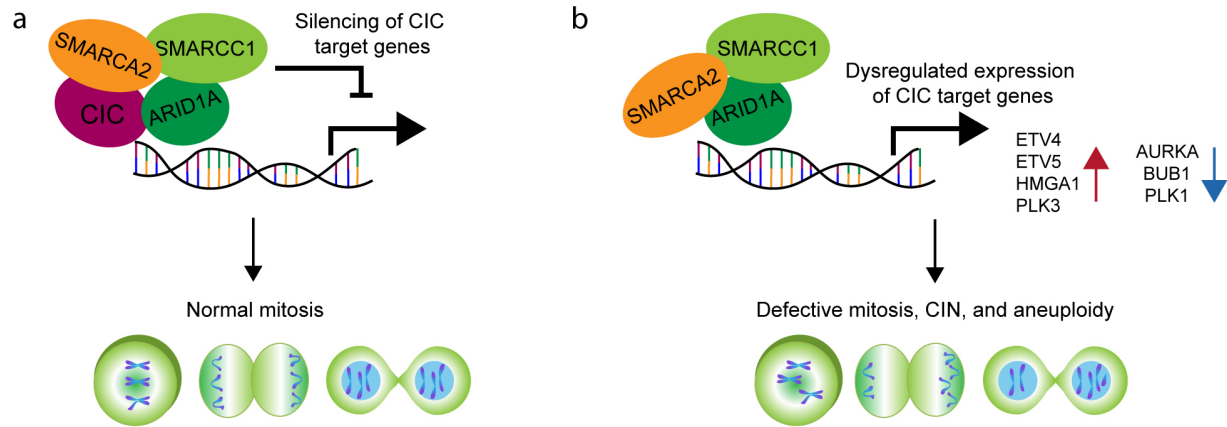 a
Silencing of CIC
target genes
SMARCA2
SMARCC1
CIC
ARID1A
Normal mitosis
b
SMARCC1
SMARCA2
ARID1A
Dysregulated expression
of CIC target genes
ETV4
ETV5
HMGA1
PLK3
AURKA
BUB1
PLK1
Defective mitosis, CIN, and aneuploidy